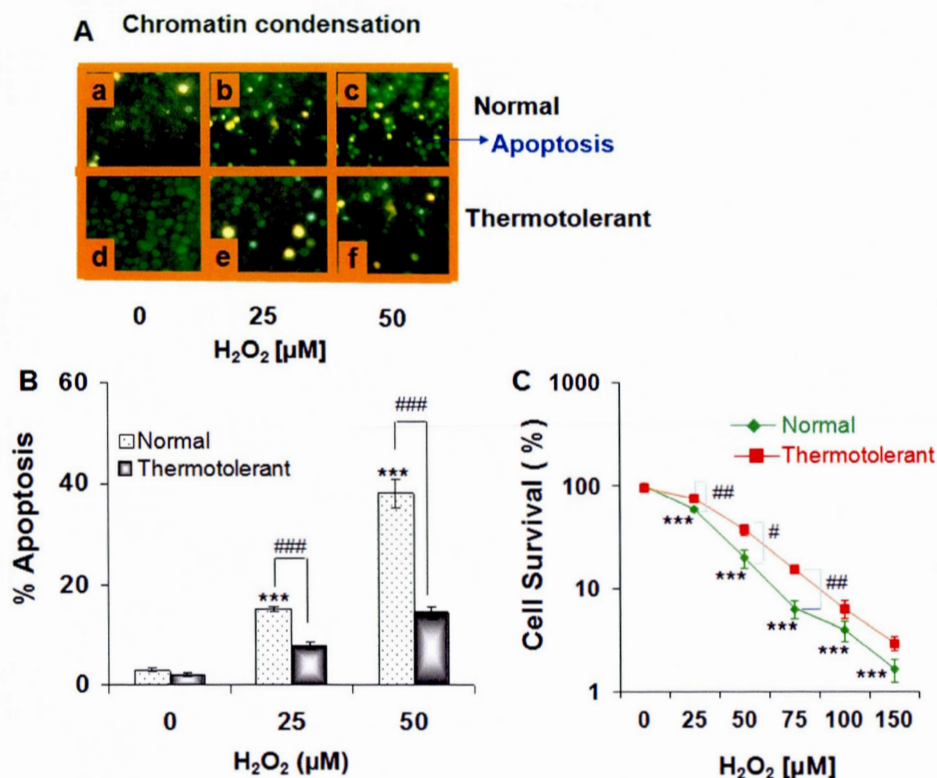 A Chromatin condensation
a b c
Normal
Apoptosis
d e f
Thermotolerant
0 25 50
H₂O₂ [µM]
B
% Apoptosis
60
40
20
0
Normal
Thermotolerant
***
###
***
###
0 25 50
H₂O₂ (µM)
C
Cell Survival ( %)
1000
100
10
1
Normal
Thermotolerant
##
#
##
***
***
***
***
***
0 25 50 75 100 150
H₂O₂ [µM]